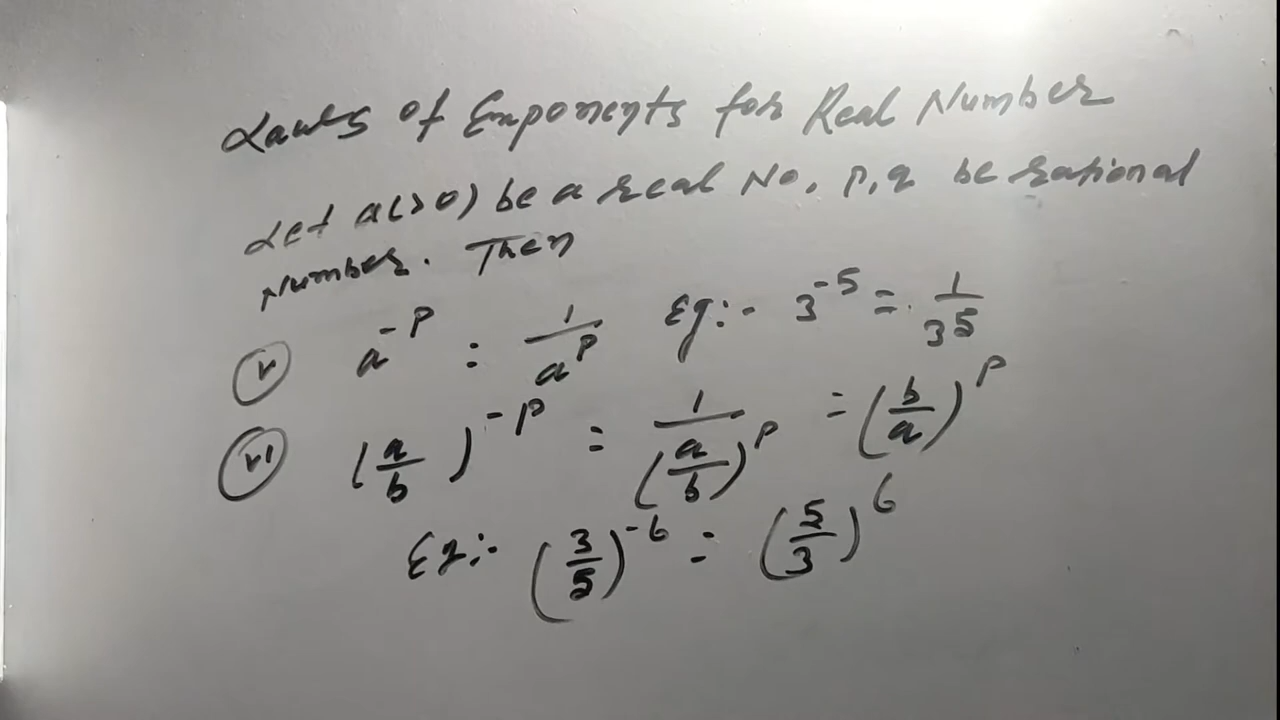 Laws of Exponents for Real Number
Let a(>0) be a real No, p,q be rational
Number. Then
(v) a^-p = 1/a^p Eg:- 3^-5 = 1/3^5
(vi) (a/b)^-p = 1/(a/b)^p = (b/a)^p
Eg:- (3/5)^-6 = (5/3)^6